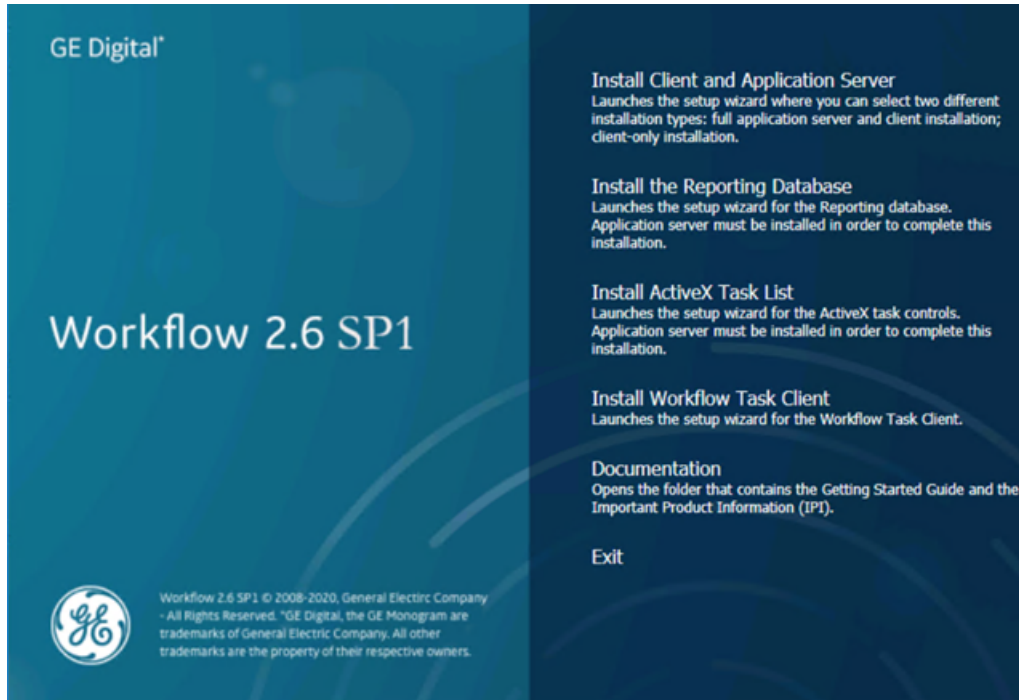 GE Digital*
Workflow 2.6 SP1
GE
Workflow 2.6 SP1 © 2008-2020, General Electirc Company
- All Rights Reserved. *GE Digital, the GE Monogram are
trademarks of General Electric Company. All other
trademarks are the property of their respective owners.
Install Client and Application Server
Launches the setup wizard where you can select two different
installation types: full application server and client installation;
client-only installation.
Install the Reporting Database
Launches the setup wizard for the Reporting database.
Application server must be installed in order to complete this
installation.
Install ActiveX Task List
Launches the setup wizard for the ActiveX task controls.
Application server must be installed in order to complete this
installation.
Install Workflow Task Client
Launches the setup wizard for the Workflow Task Client.
Documentation
Opens the folder that contains the Getting Started Guide and the
Important Product Information (IPI).
Exit